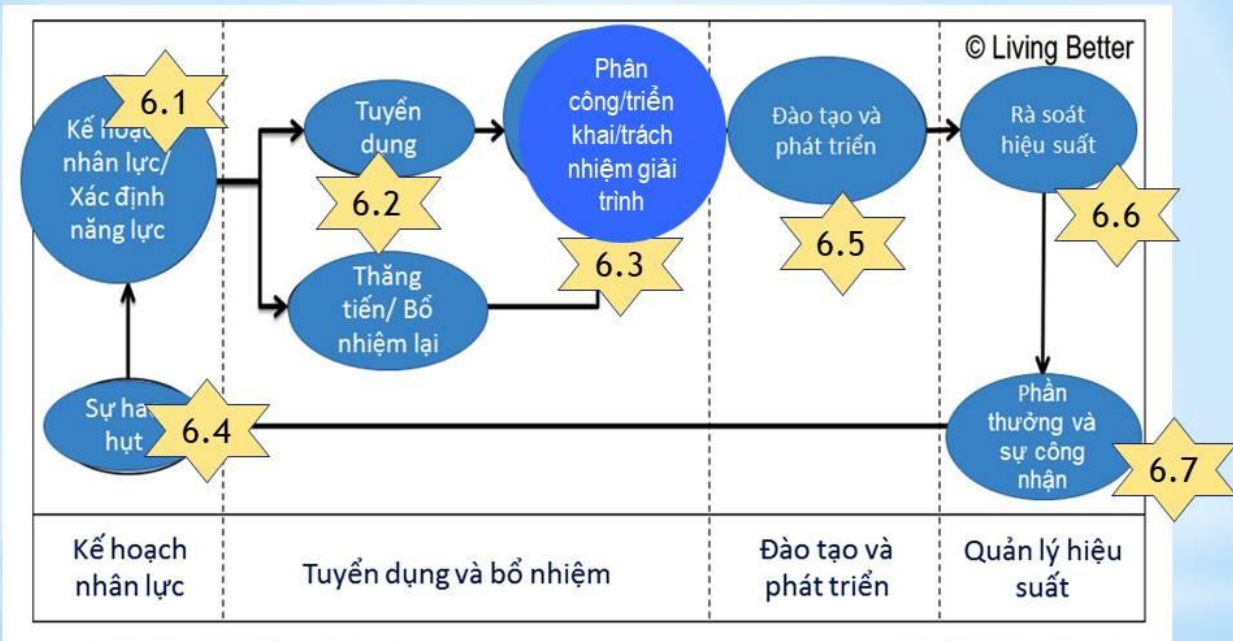 © Living Better
6.1
Kế hoạch
nhân lực/
Xác định
năng lực
Tuyển
dụng
6.2
Phân
công/triển
khai/trách
nhiệm giải
trình
6.3
Thăng
tiến/ Bổ
nhiệm lại
Đào tạo và
phát triển
6.5
Rà soát
hiệu suất
6.6
Sự hao
hụt
6.4
Phần
thưởng và
sự công
nhận
6.7
Kế hoạch
nhân lực
Tuyển dụng và bổ nhiệm
Đào tạo và
phát triển
Quản lý hiệu
suất